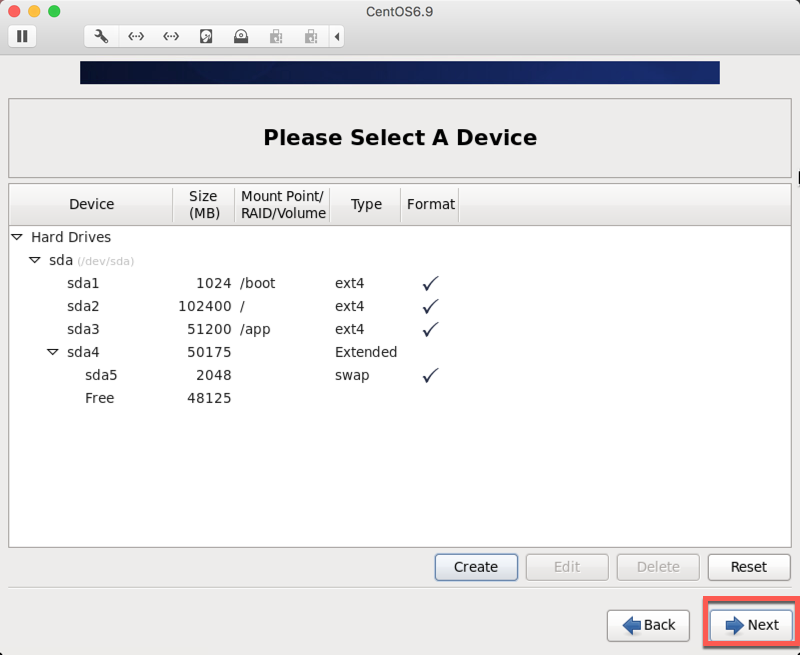 CentOS6.9
Please Select A Device
Device Size (MB) Mount Point/ RAID/Volume Type Format
Hard Drives
sda (/dev/sda)
sda1 1024 /boot ext4 ✓
sda2 102400 / ext4 ✓
sda3 51200 /app ext4 ✓
sda4 50175 Extended
sda5 2048 swap ✓
Free 48125
Create Edit Delete Reset
Back Next